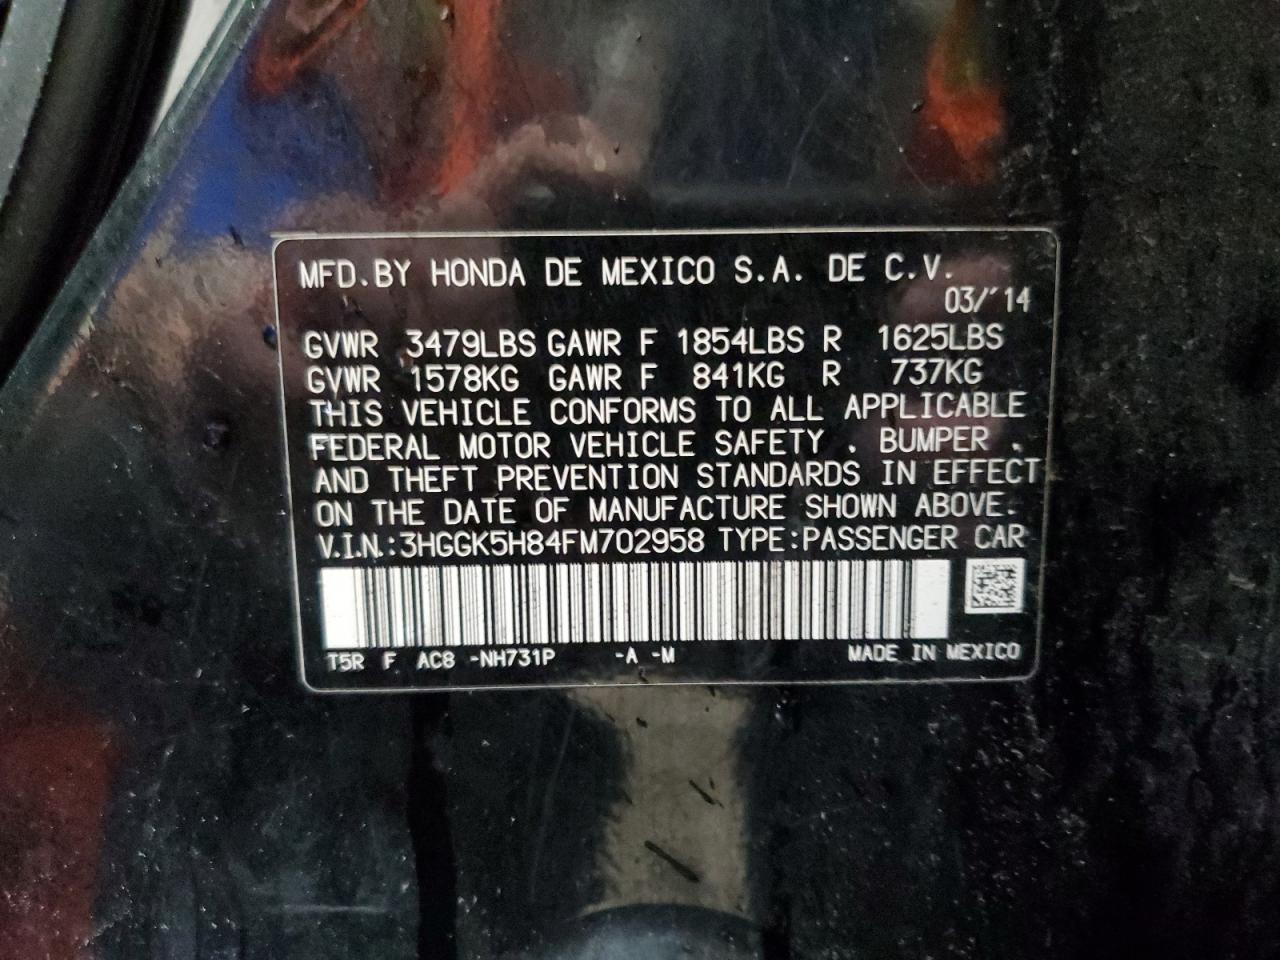 MFD.BY HONDA DE MEXICO S.A. DE C.V.
03/'14
GVWR 3479LBS GAWR F 1854LBS R 1625LBS
GVWR 1578KG GAWR F 841KG R 737KG
THIS VEHICLE CONFORMS TO ALL APPLICABLE
FEDERAL MOTOR VEHICLE SAFETY , BUMPER ,
AND THEFT PREVENTION STANDARDS IN EFFECT
ON THE DATE OF MANUFACTURE SHOWN ABOVE.
V.I.N.:3HGGK5H84FM702958 TYPE:PASSENGER CAR
T5R F AC8 -NH731P -A -M MADE IN MEXICO